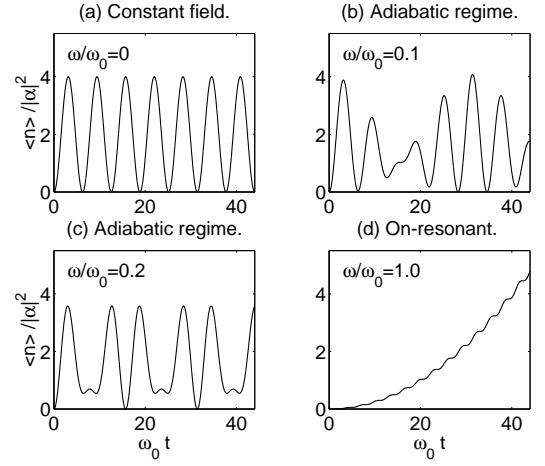 (a) Constant field.
ω/ω₀=0
<n> /|α|²
4
2
0
0 20 40
(b) Adiabatic regime.
ω/ω₀=0.1
4
2
0
0 20 40
(c) Adiabatic regime.
ω/ω₀=0.2
<n> /|α|²
4
2
0
0 20 40
ω₀ t
(d) On-resonant.
ω/ω₀=1.0
4
2
0
0 20 40
ω₀ t